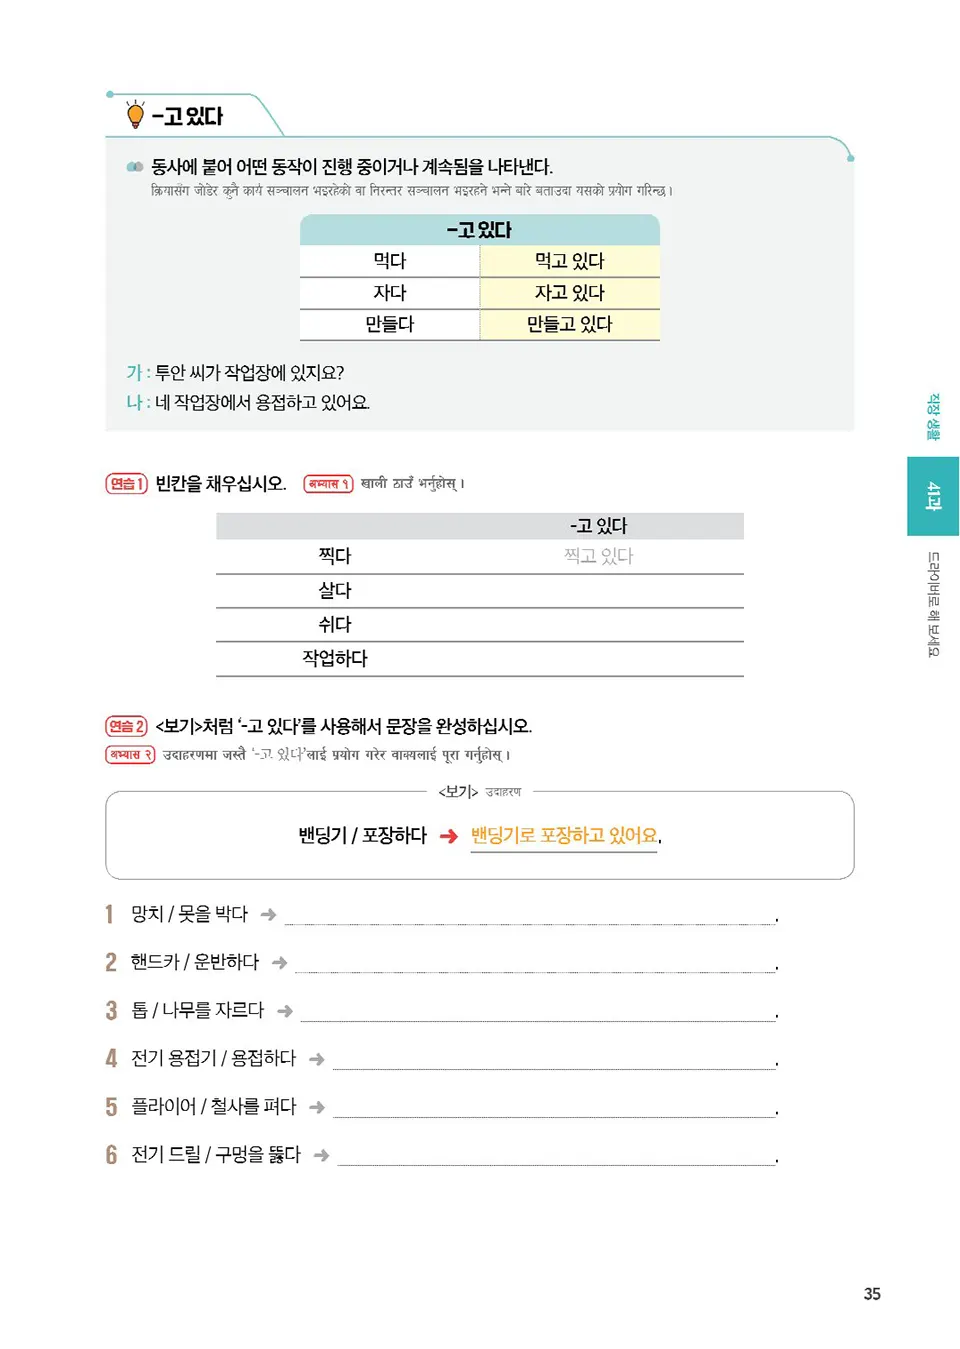 -고 있다
동사에 붙어 어떤 동작이 진행 중이거나 계속됨을 나타낸다.
क्रियासँग जोडेर कुनै कार्य सञ्चालन भइरहेको वा निरन्तर सञ्चालन भइरहने भन्ने बारे बताउदा यसको प्रयोग गरिन्छ।
-고 있다
먹다 먹고 있다
자다 자고 있다
만들다 만들고 있다
가 : 투안 씨가 작업장에 있지요?
나 : 네 작업장에서 용접하고 있어요.
연습 1 빈칸을 채우십시오. अभ्यास १ खाली ठाउँ भर्नुहोस्।
-고 있다
찍다 찍고 있다
살다
쉬다
작업하다
연습 2 <보기>처럼 ‘-고 있다’를 사용해서 문장을 완성하십시오.
अभ्यास २ उदाहरणमा जस्तै ‘-고 있다’लाई प्रयोग गरेर वाक्यलाई पूरा गर्नुहोस्।
<보기> उदाहरण
밴딩기 / 포장하다 ➔ 밴딩기로 포장하고 있어요.
1 망치 / 못을 박다 ➔ .
2 핸드카 / 운반하다 ➔ .
3 톱 / 나무를 자르다 ➔ .
4 전기 용접기 / 용접하다 ➔ .
5 플라이어 / 철사를 펴다 ➔ .
6 전기 드릴 / 구멍을 뚫다 ➔ .
직장 생활
41과
드라이버로 해 보세요
35